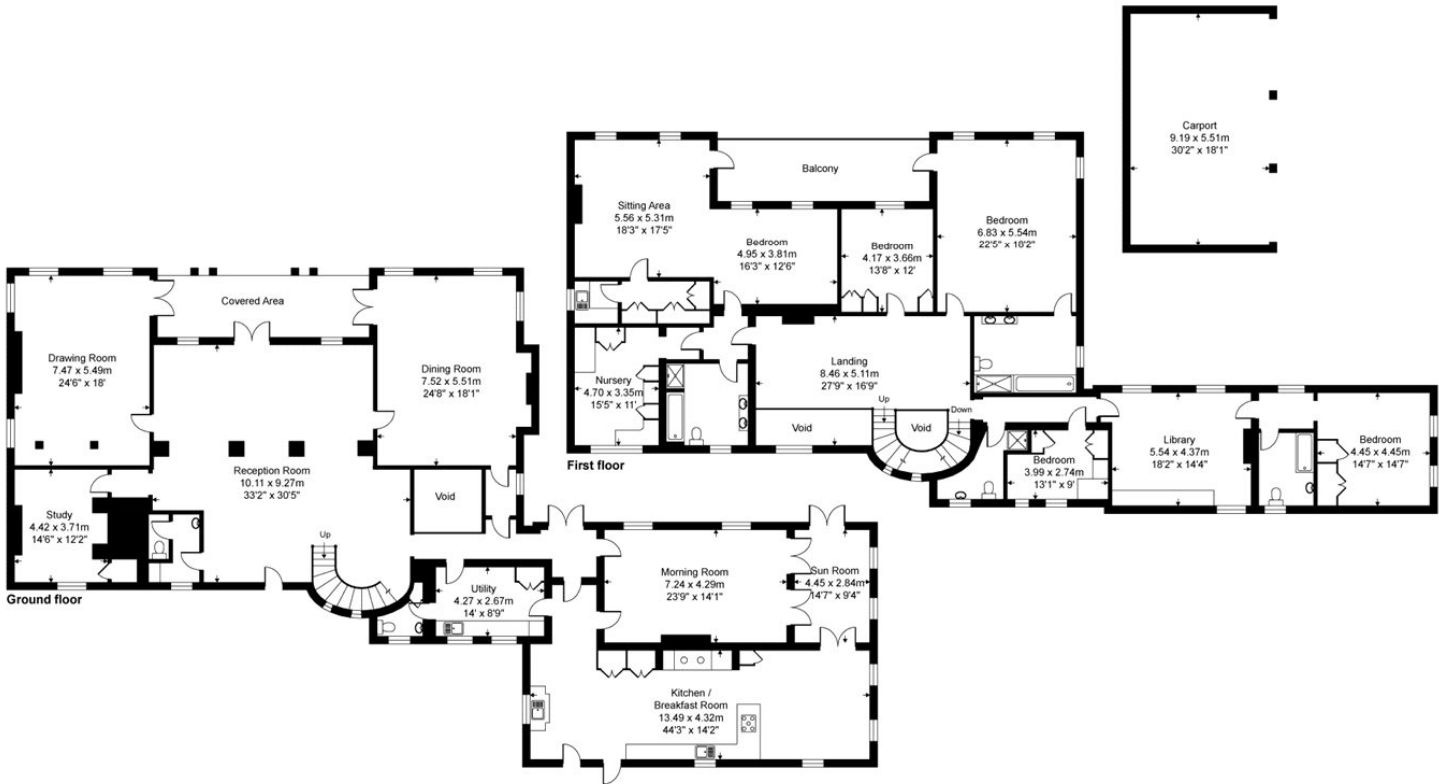 Carport
9.19 x 5.51m
30'2" x 18'1"
Balcony
Sitting Area
5.56 x 5.31m
18'3" x 17'5"
Bedroom
4.95 x 3.81m
16'3" x 12'6"
Bedroom
4.17 x 3.66m
13'8" x 12'
Bedroom
6.83 x 5.54m
22'5" x 10'2"
Nursery
4.70 x 3.35m
15'5" x 11'
Landing
8.46 x 5.11m
27'9" x 16'9"
Up
Down
Void
Void
Bedroom
3.99 x 2.74m
13'1" x 9'
Library
5.54 x 4.37m
18'2" x 14'4"
Bedroom
4.45 x 4.45m
14'7" x 14'7"
First floor
Covered Area
Drawing Room
7.47 x 5.49m
24'6" x 18'
Dining Room
7.52 x 5.51m
24'8" x 18'1"
Reception Room
10.11 x 9.27m
33'2" x 30'5"
Void
Study
4.42 x 3.71m
14'6" x 12'2"
Up
Utility
4.27 x 2.67m
14' x 8'9"
Morning Room
7.24 x 4.29m
23'9" x 14'1"
Sun Room
4.45 x 2.84m
14'7" x 9'4"
Kitchen /
Breakfast Room
13.49 x 4.32m
44'3" x 14'2"
Ground floor